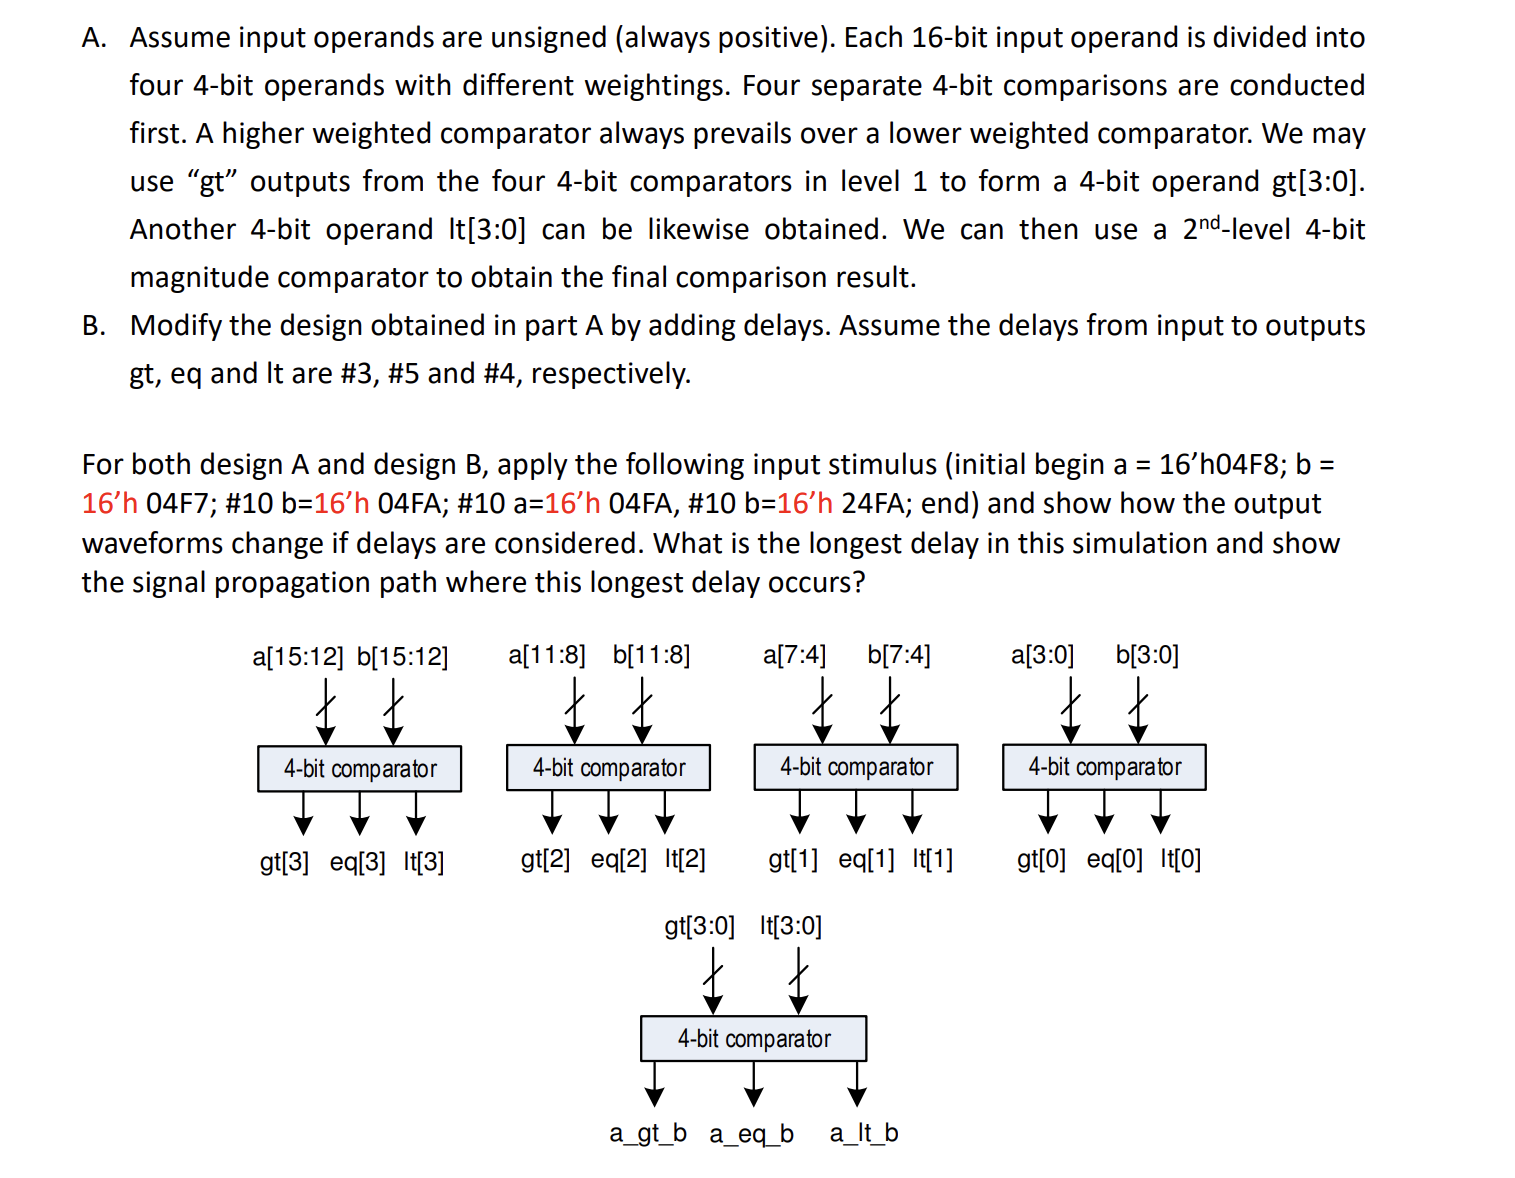 A. Assume input operands are unsigned (always positive). Each 16-bit input operand is divided into
four 4-bit operands with different weightings. Four separate 4-bit comparisons are conducted
first. A higher weighted comparator always prevails over a lower weighted comparator. We may
use “gt” outputs from the four 4-bit comparators in level 1 to form a 4-bit operand gt[3:0].
Another 4-bit operand lt[3:0] can be likewise obtained. We can then use a 2nd-level 4-bit
magnitude comparator to obtain the final comparison result.
B. Modify the design obtained in part A by adding delays. Assume the delays from input to outputs
gt, eq and lt are #3, #5 and #4, respectively.
For both design A and design B, apply the following input stimulus (initial begin a = 16’h04F8; b =
16’h 04F7; #10 b=16’h 04FA; #10 a=16’h 04FA, #10 b=16’h 24FA; end) and show how the output
waveforms change if delays are considered. What is the longest delay in this simulation and show
the signal propagation path where this longest delay occurs?
a[15:12] b[15:12] a[11:8] b[11:8] a[7:4] b[7:4] a[3:0] b[3:0]
4-bit comparator 4-bit comparator 4-bit comparator 4-bit comparator
gt[3] eq[3] lt[3] gt[2] eq[2] lt[2] gt[1] eq[1] lt[1] gt[0] eq[0] lt[0]
gt[3:0] lt[3:0]
4-bit comparator
a_gt_b a_eq_b a_lt_b